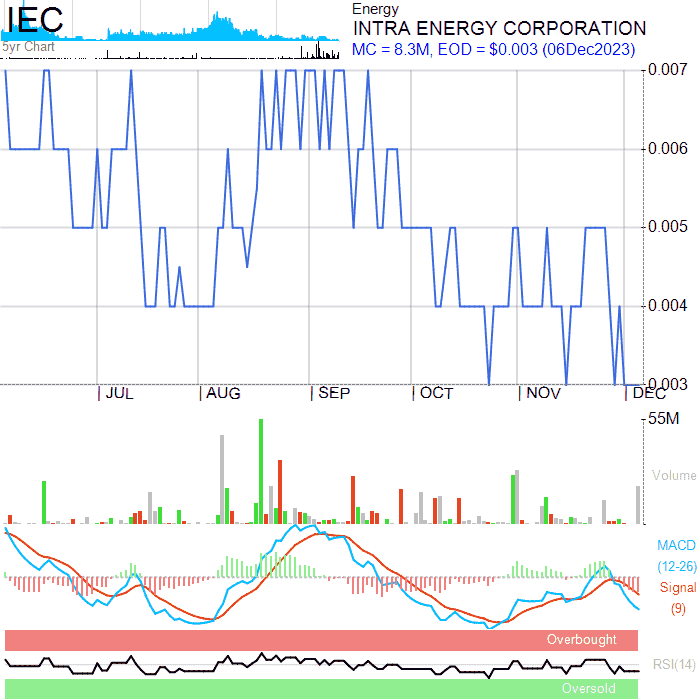 IEC
5yr Chart
Energy
INTRA ENERGY CORPORATION
MC = 8.3M, EOD = $0.003 (06Dec2023)
0.007
0.006
0.005
0.004
0.003
JUL AUG SEP OCT NOV DEC
55M
Volume
MACD
(12-26)
Signal
(9)
Overbought
RSI(14)
Oversold